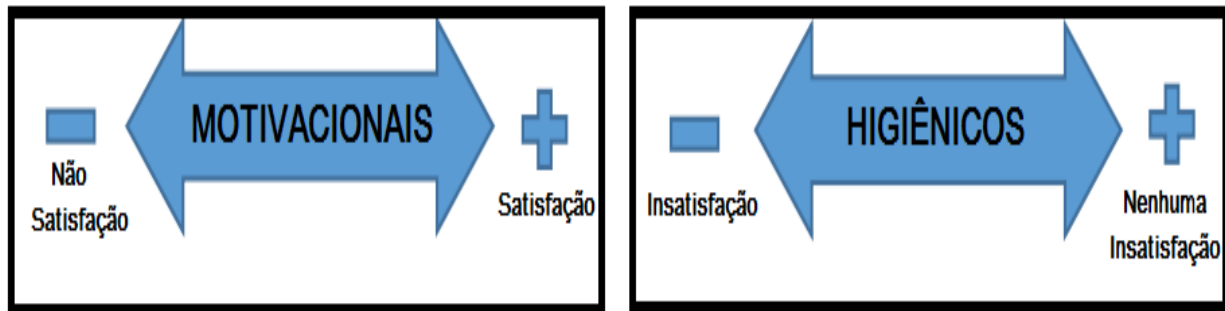 MOTIVACIONAIS
Não
Satisfação
Satisfação
HIGIÊNICOS
Insatisfação
Nenhuma
Insatisfação